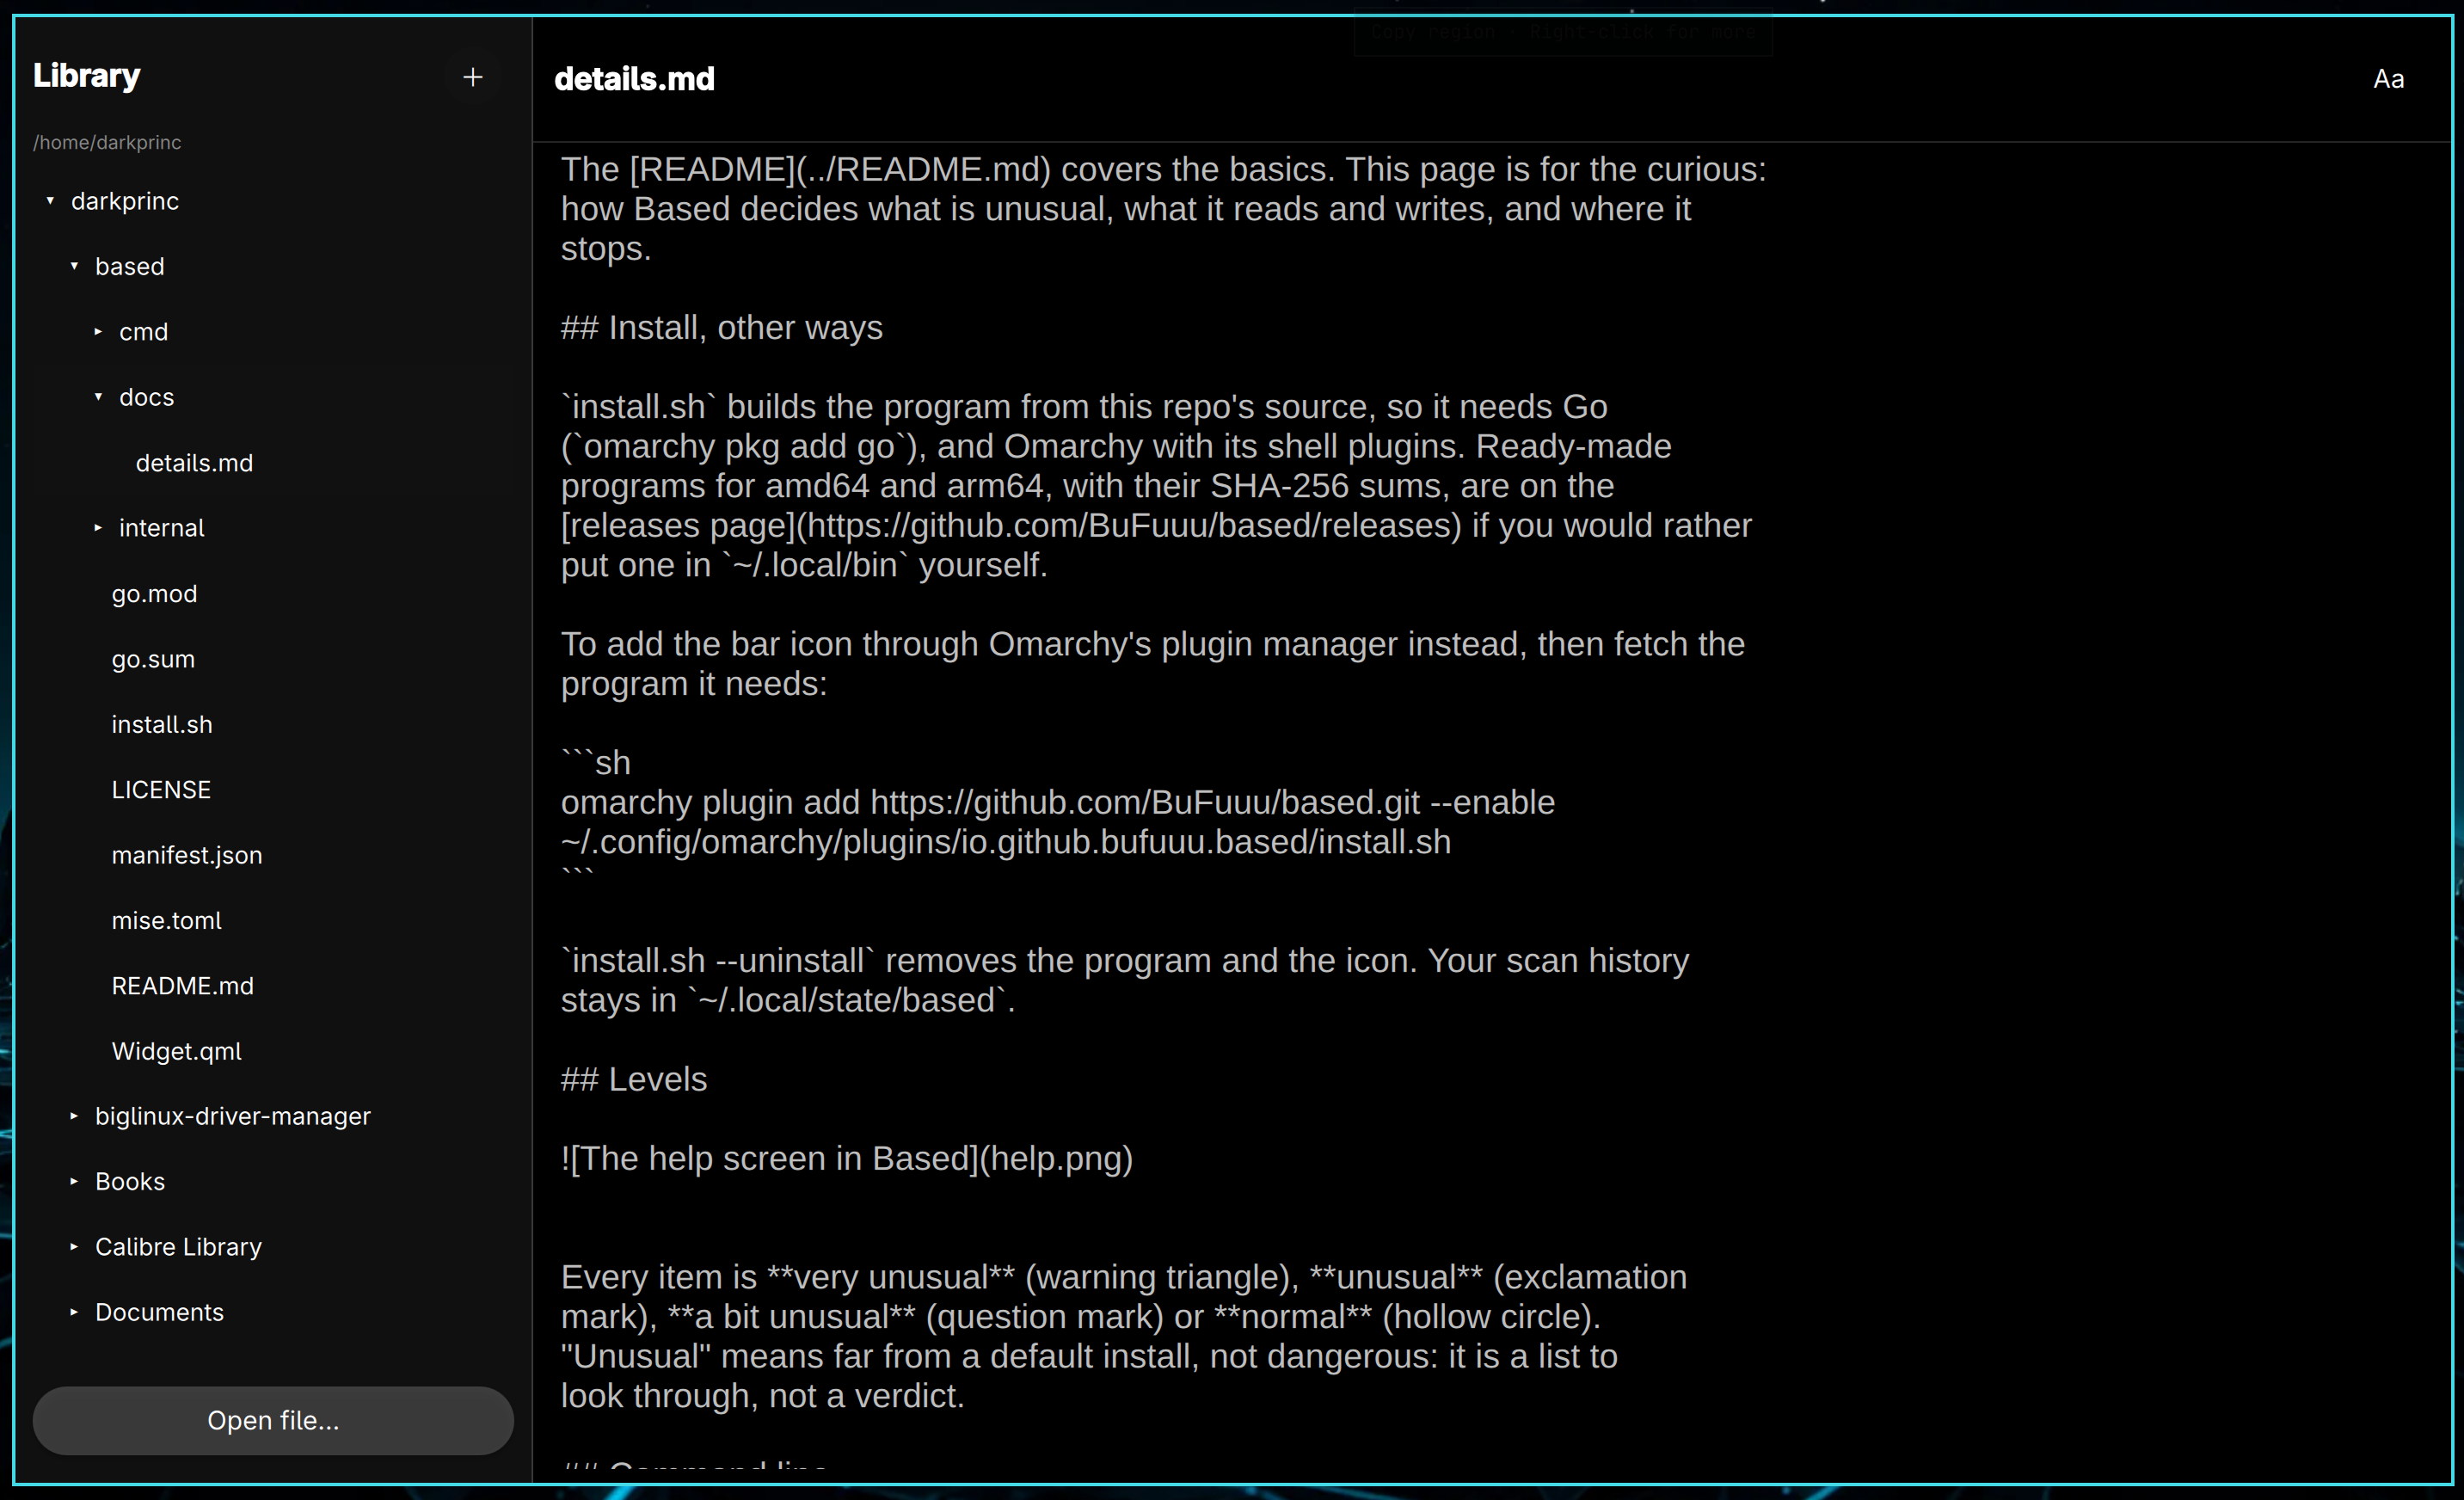 Copy region · Right-click for more
Library
+
/home/darkprinc
darkprinc
based
cmd
docs
details.md
internal
go.mod
go.sum
install.sh
LICENSE
manifest.json
mise.toml
README.md
Widget.qml
biglinux-driver-manager
Books
Calibre Library
Documents
Open file...
details.md
Aa
The [README](../README.md) covers the basics. This page is for the curious:
how Based decides what is unusual, what it reads and writes, and where it
stops.
## Install, other ways
`install.sh` builds the program from this repo's source, so it needs Go
(`omarchy pkg add go`), and Omarchy with its shell plugins. Ready-made
programs for amd64 and arm64, with their SHA-256 sums, are on the
[releases page](https://github.com/BuFuuu/based/releases) if you would rather
put one in `~/.local/bin` yourself.
To add the bar icon through Omarchy's plugin manager instead, then fetch the
program it needs:
```sh
omarchy plugin add https://github.com/BuFuuu/based.git --enable
~/.config/omarchy/plugins/io.github.bufuuu.based/install.sh
```
`install.sh --uninstall` removes the program and the icon. Your scan history
stays in `~/.local/state/based`.
## Levels
![The help screen in Based](help.png)
Every item is **very unusual** (warning triangle), **unusual** (exclamation
mark), **a bit unusual** (question mark) or **normal** (hollow circle).
"Unusual" means far from a default install, not dangerous: it is a list to
look through, not a verdict.
## Command line